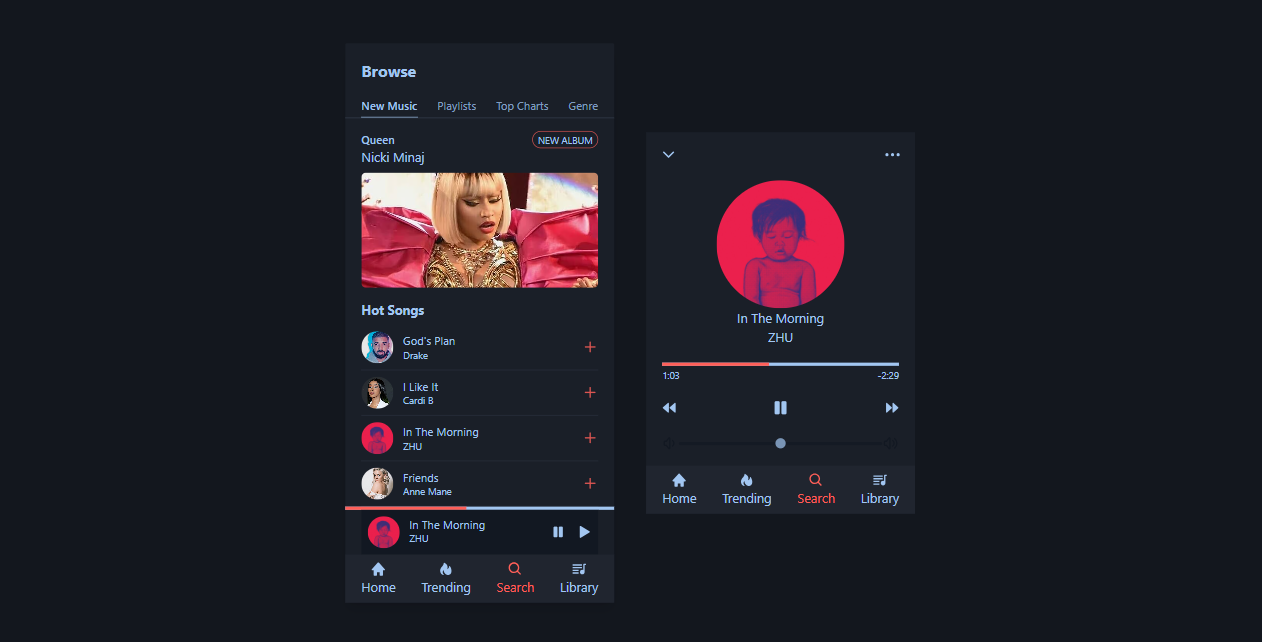 Browse
New Music Playlists Top Charts Genre
Queen NEW ALBUM
Nicki Minaj
Hot Songs
God's Plan
Drake
I Like It
Cardi B
In The Morning
ZHU
Friends
Anne Mane
In The Morning
ZHU
Home Trending Search Library
In The Morning
ZHU
1:03 -2:29
Home Trending Search Library